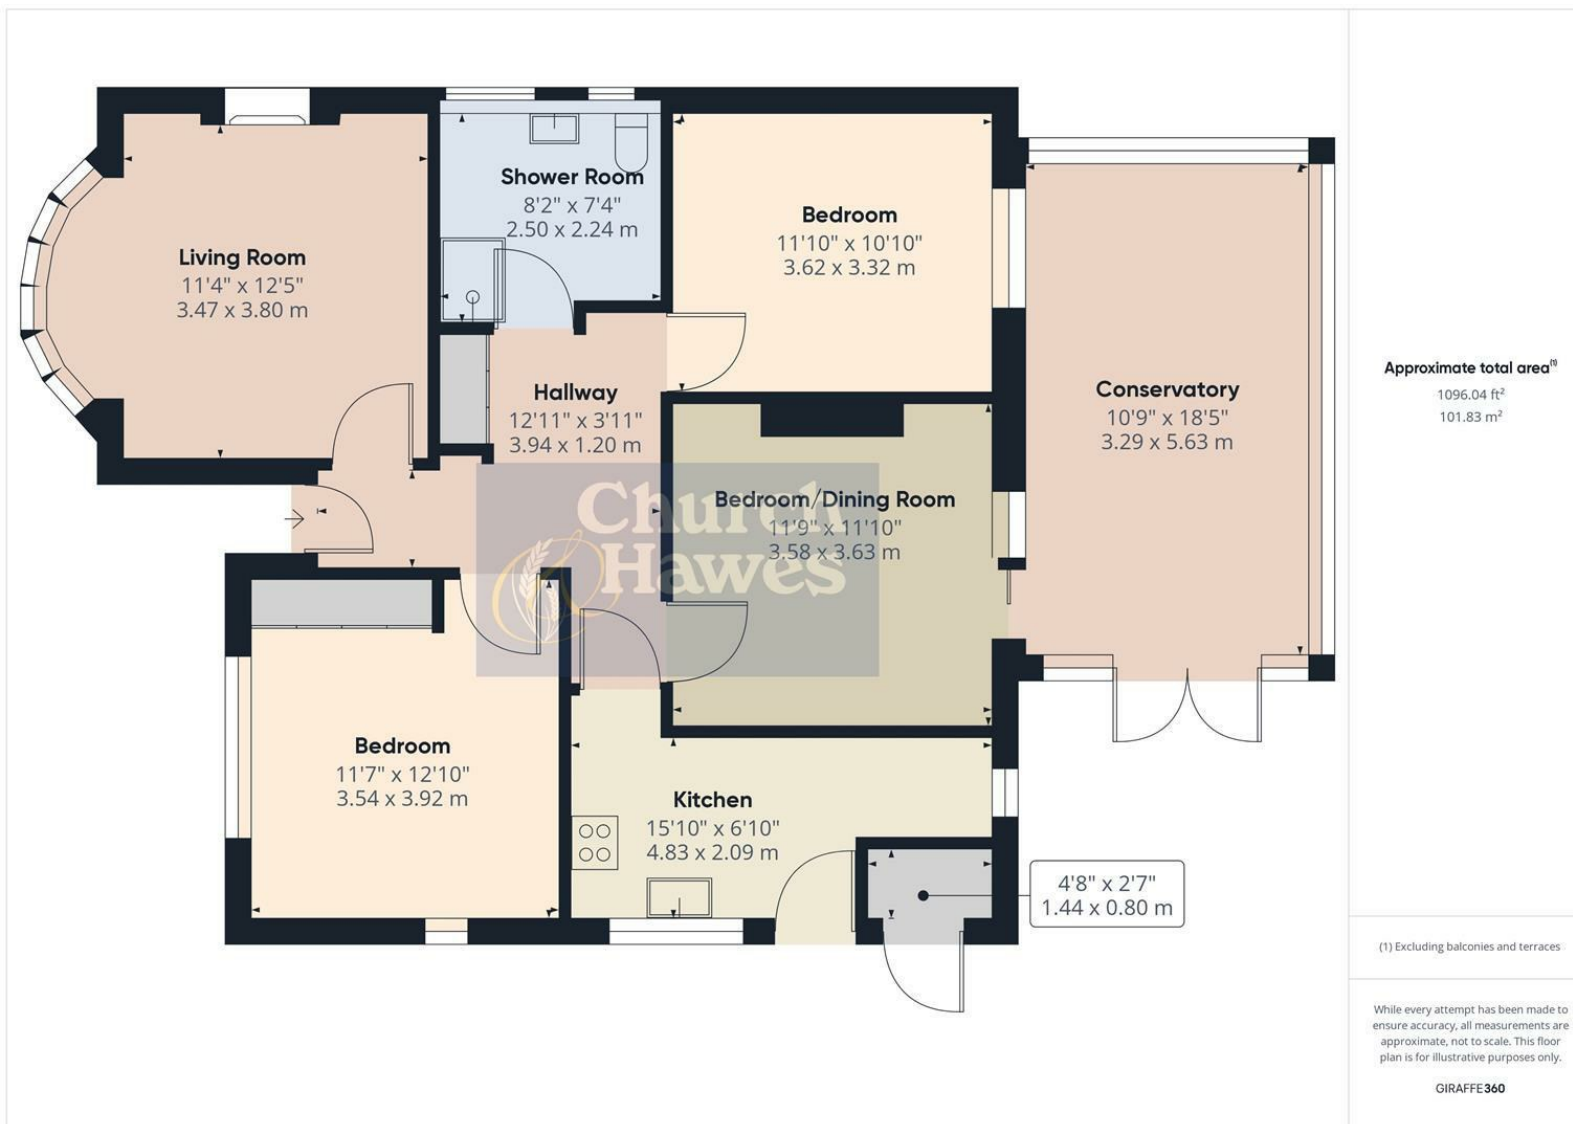 Living Room
11'4" x 12'5"
3.47 x 3.80 m
Shower Room
8'2" x 7'4"
2.50 x 2.24 m
Bedroom
11'10" x 10'10"
3.62 x 3.32 m
Hallway
12'11" x 3'11"
3.94 x 1.20 m
Conservatory
10'9" x 18'5"
3.29 x 5.63 m
Bedroom/Dining Room
11'9" x 11'10"
3.58 x 3.63 m
Church
& Hawes
Bedroom
11'7" x 12'10"
3.54 x 3.92 m
Kitchen
15'10" x 6'10"
4.83 x 2.09 m
4'8" x 2'7"
1.44 x 0.80 m
Approximate total area(1)
1096.04 ft²
101.83 m²
(1) Excluding balconies and terraces
While every attempt has been made to
ensure accuracy, all measurements are
approximate, not to scale. This floor
plan is for illustrative purposes only.
GIRAFFE360